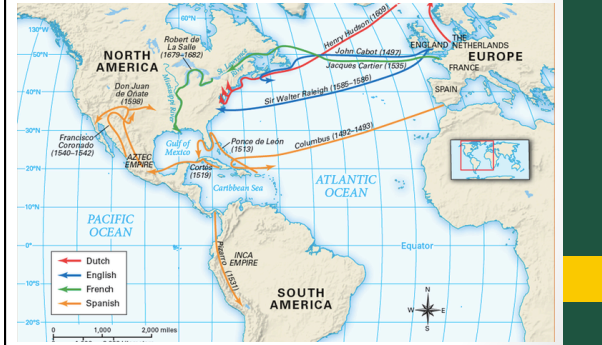 60°N
130°W
50°N
40°N
30°N
20°N
10°N
0°
10°S
20°S
Robert de
La Salle
(1679–1682)
NORTH
AMERICA
Don Juan
de Oñate
(1598)
Francisco
Coronado
(1540–1542)
AZTEC
EMPIRE
Mississippi River
Lawrence
Henry Hudson (1609)
John Cabot (1497)
Jacques Cartier (1535)
Sir Walter Raleigh (1585–1586)
Columbus (1492–1493)
ENGLAND
THE
NETHERLANDS
EUROPE
FRANCE
SPAIN
Gulf of
Mexico
Ponce de León
(1513)
Cortés
(1519)
Caribbean Sea
ATLANTIC
OCEAN
PACIFIC
OCEAN
Equator
Pizarro (1531)
INCA
EMPIRE
SOUTH
AMERICA
Dutch
English
French
Spanish
N
W
E
S
0
1,000
2,000 miles